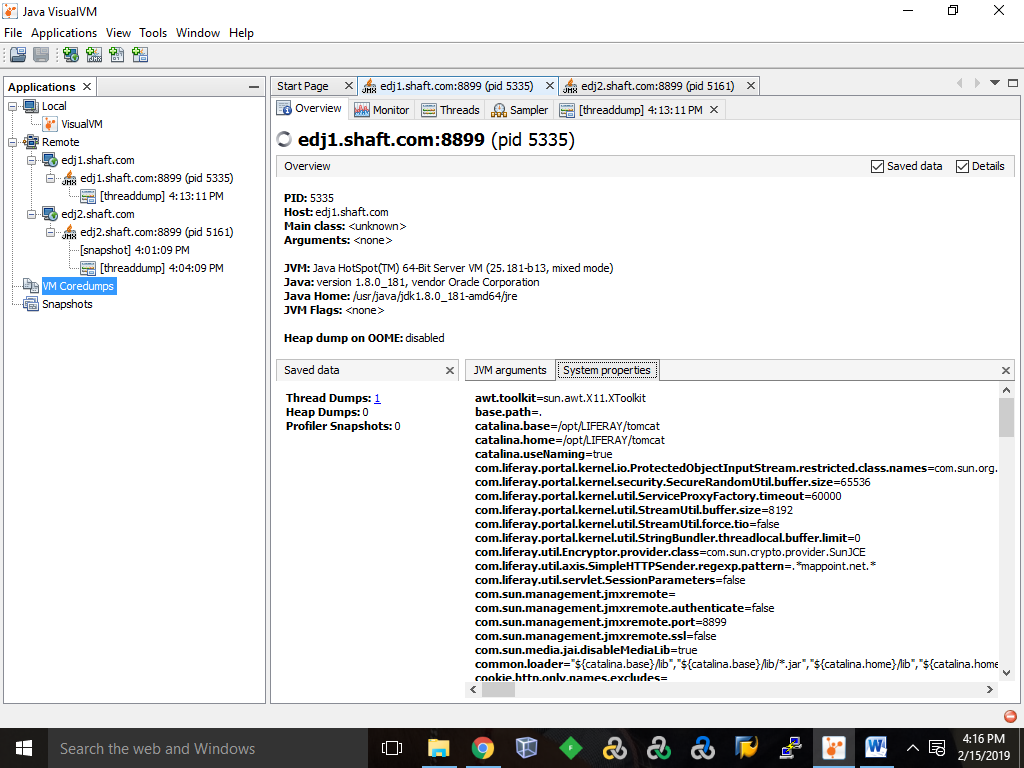 Java VisualVM
File Applications View Tools Window Help
Applications
Local
VisualVM
Remote
edj1.shaft.com
edj1.shaft.com:8899 (pid 5335)
[threaddump] 4:13:11 PM
edj2.shaft.com
edj2.shaft.com:8899 (pid 5161)
[snapshot] 4:01:09 PM
[threaddump] 4:04:09 PM
VM Coredumps
Snapshots
Start Page edj1.shaft.com:8899 (pid 5335) edj2.shaft.com:8899 (pid 5161)
Overview Monitor Threads Sampler [threaddump] 4:13:11 PM
edj1.shaft.com:8899 (pid 5335)
Overview Saved data Details
PID: 5335
Host: edj1.shaft.com
Main class: <unknown>
Arguments: <none>
JVM: Java HotSpot(TM) 64-Bit Server VM (25.181-b13, mixed mode)
Java: version 1.8.0_181, vendor Oracle Corporation
Java Home: /usr/java/jdk1.8.0_181-amd64/jre
JVM Flags: <none>
Heap dump on OOME: disabled
Saved data
Thread Dumps: 1
Heap Dumps: 0
Profiler Snapshots: 0
JVM arguments System properties
awt.toolkit=sun.awt.X11.XToolkit
base.path=.
catalina.base=/opt/LIFERAY/tomcat
catalina.home=/opt/LIFERAY/tomcat
catalina.useNaming=true
com.liferay.portal.kernel.io.ProtectedObjectInputStream.restricted.class.names=com.sun.org.
com.liferay.portal.kernel.security.SecureRandomUtil.buffer.size=65536
com.liferay.portal.kernel.util.ServiceProxyFactory.timeout=60000
com.liferay.portal.kernel.util.StreamUtil.buffer.size=8192
com.liferay.portal.kernel.util.StreamUtil.force.tio=false
com.liferay.portal.kernel.util.StringBundler.threadlocal.buffer.limit=0
com.liferay.util.Encryptor.provider.class=com.sun.crypto.provider.SunJCE
com.liferay.util.axis.SimpleHTTPSender.regexp.pattern=.*mappoint.net.*
com.liferay.util.servlet.SessionParameters=false
com.sun.management.jmxremote=
com.sun.management.jmxremote.authenticate=false
com.sun.management.jmxremote.port=8899
com.sun.management.jmxremote.ssl=false
com.sun.media.jai.disableMediaLib=true
common.loader="${catalina.base}/lib","${catalina.base}/lib/*.jar","${catalina.home}/lib","${catalina.home
cookie.http.only.names.excludes=
Search the web and Windows
4:16 PM
2/15/2019